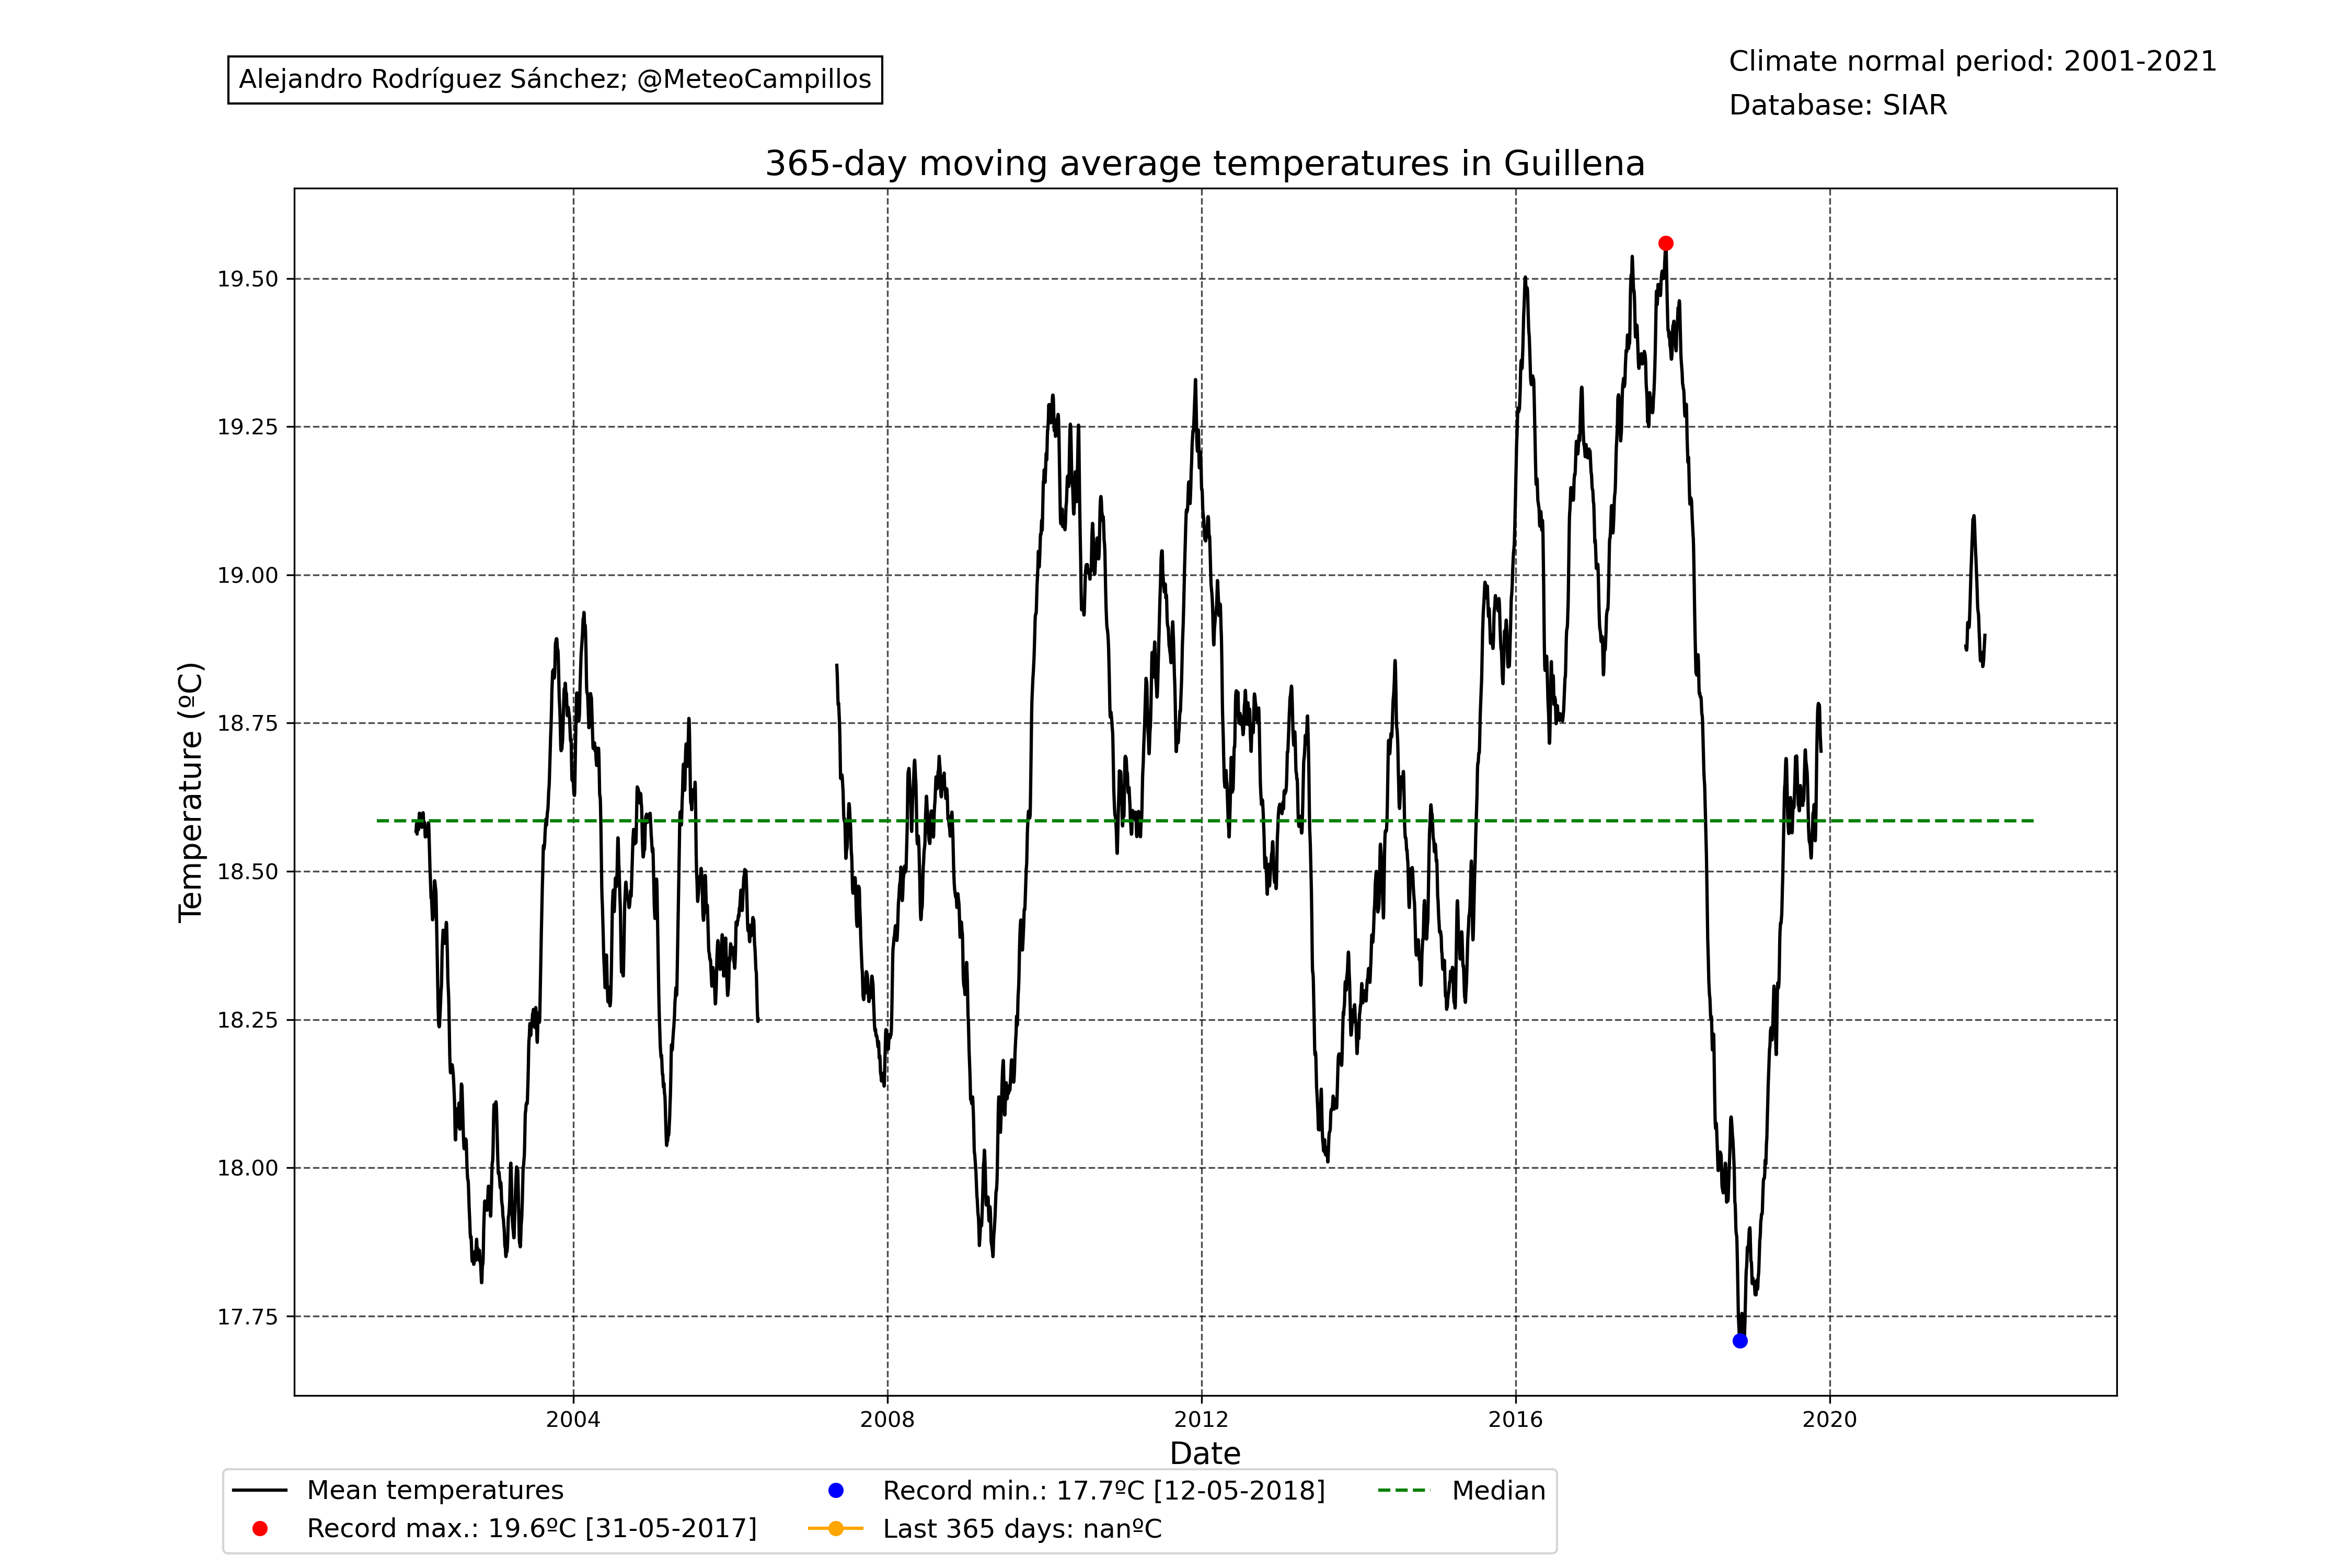 Alejandro Rodríguez Sánchez; @MeteoCampillos
Climate normal period: 2001-2021
Database: SIAR
365-day moving average temperatures in Guillena
Temperature (ºC)
19.50
19.25
19.00
18.75
18.50
18.25
18.00
17.75
2004
2008
2012
2016
2020
Date
Mean temperatures
Record max.: 19.6ºC [31-05-2017]
Record min.: 17.7ºC [12-05-2018]
Last 365 days: nanºC
Median